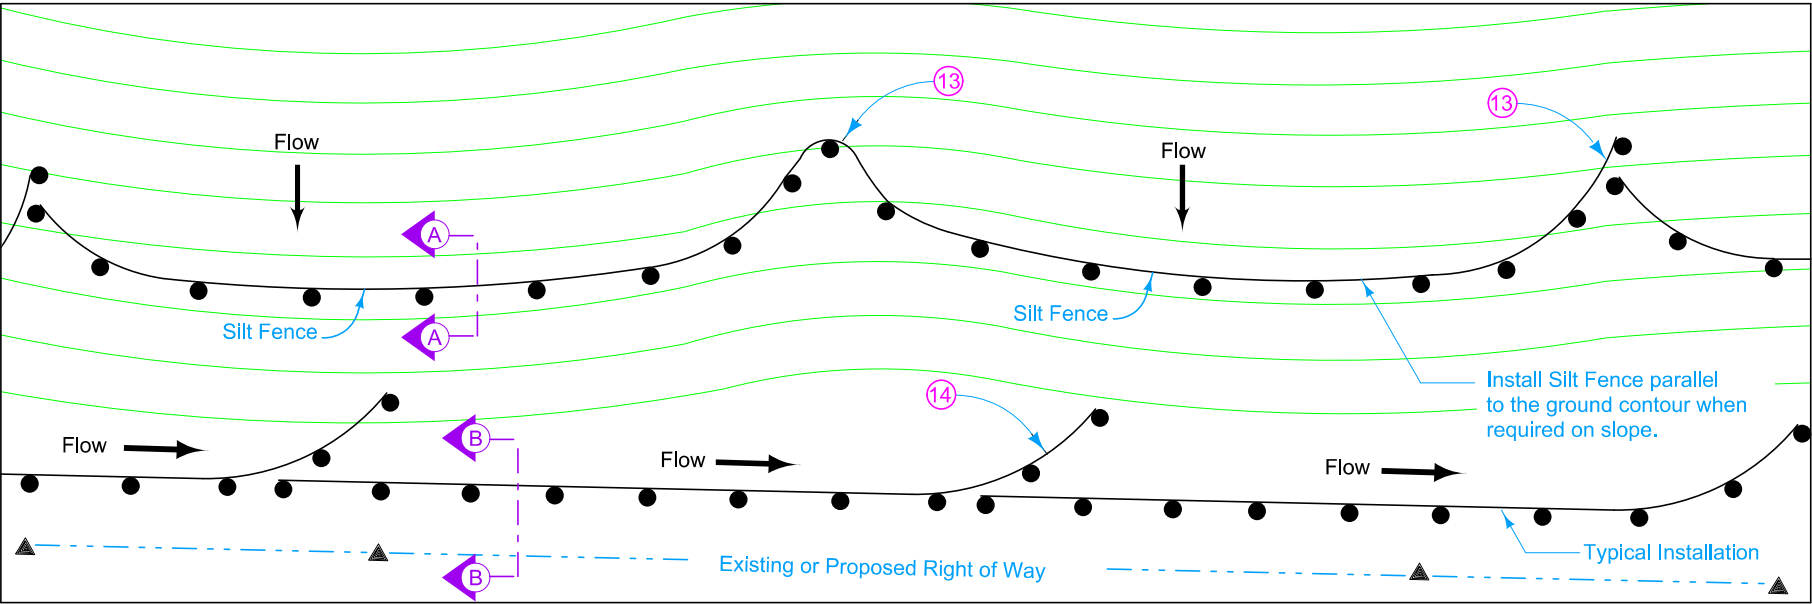 13
13
Flow
Flow
A
A
Silt Fence
Silt Fence
Install Silt Fence parallel
to the ground contour when
required on slope.
14
Flow
B
Flow
Flow
Typical Installation
Existing or Proposed Right of Way
B